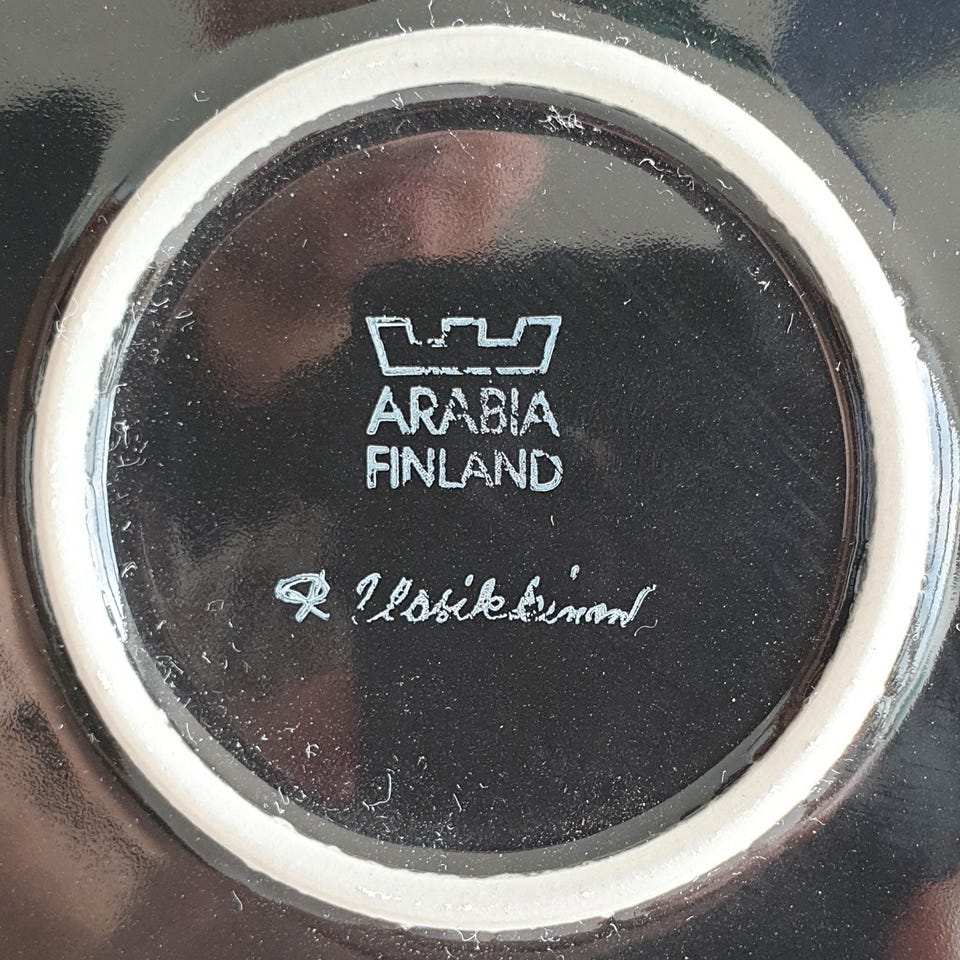 ARABIA
FINLAND
R Uosikkinen